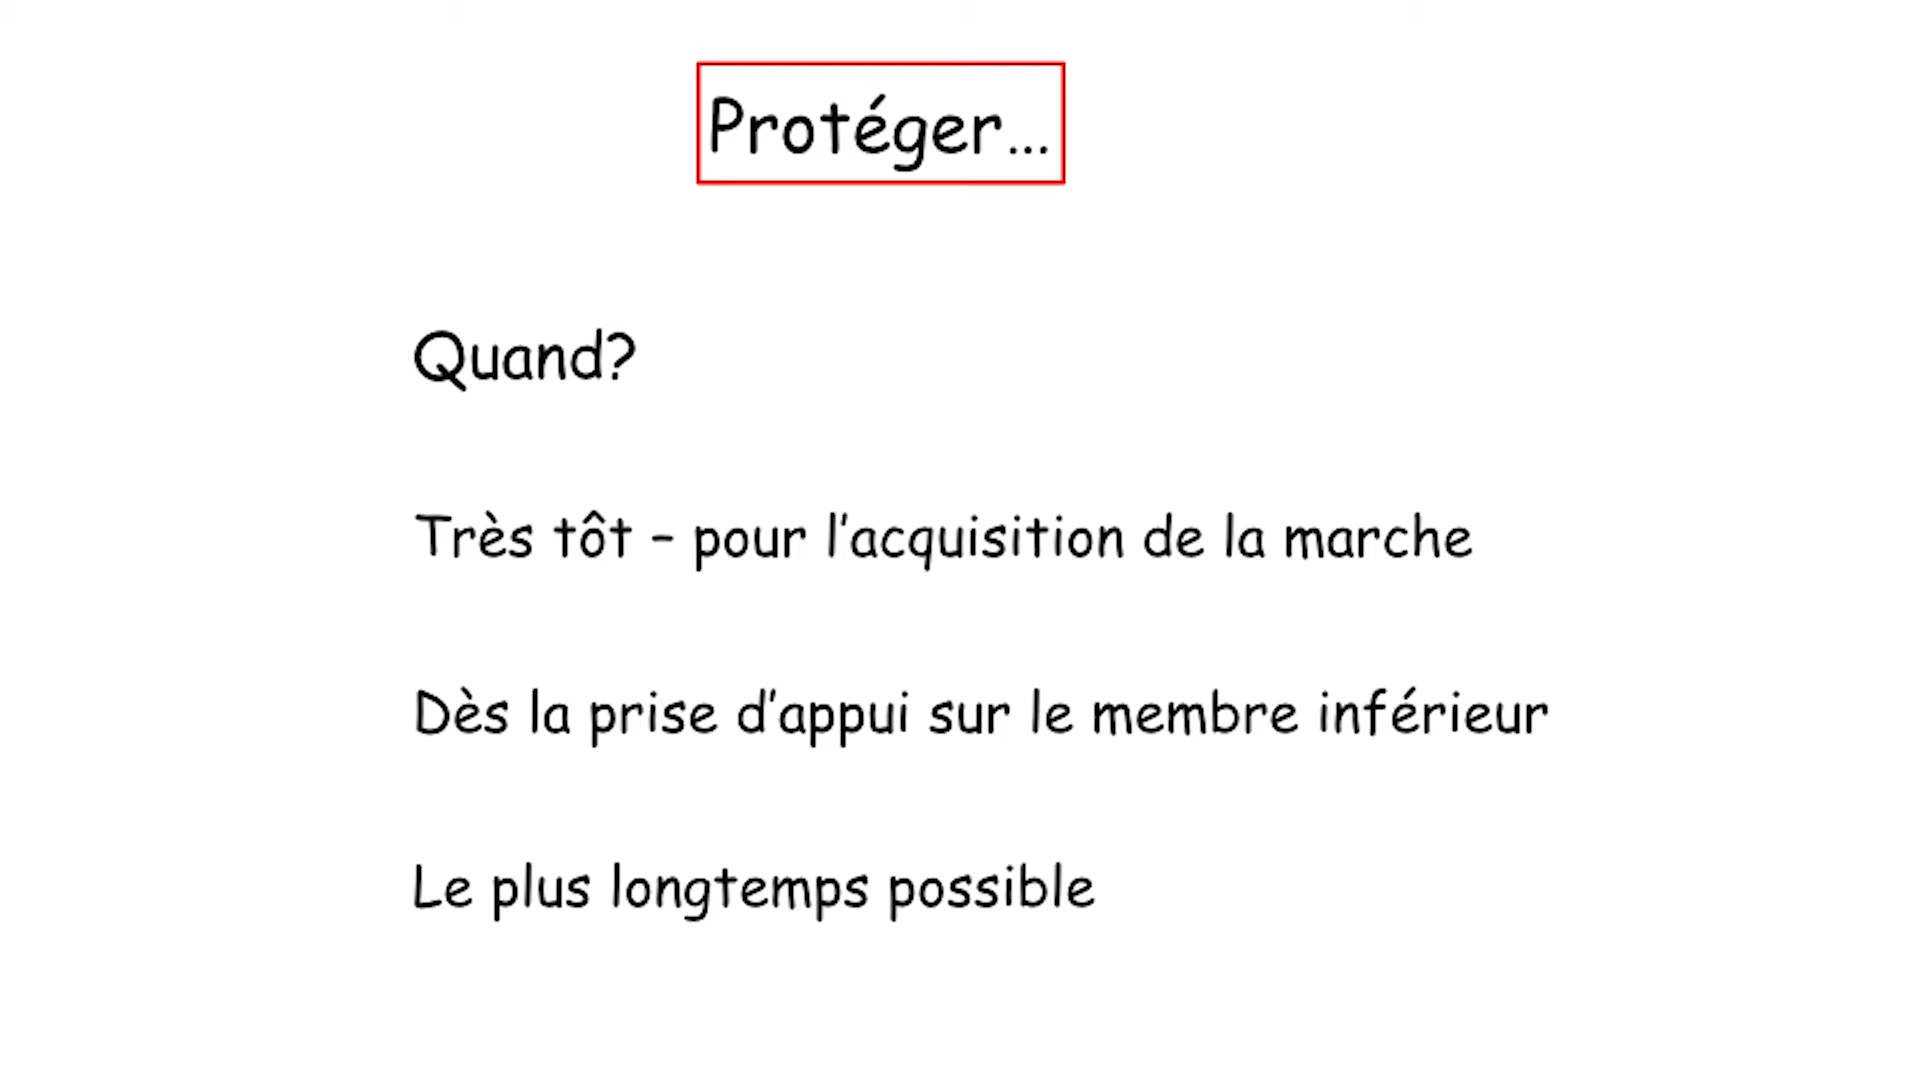 Protéger...
Quand?
Très tôt – pour l'acquisition de la marche
Dès la prise d'appui sur le membre inférieur
Le plus longtemps possible